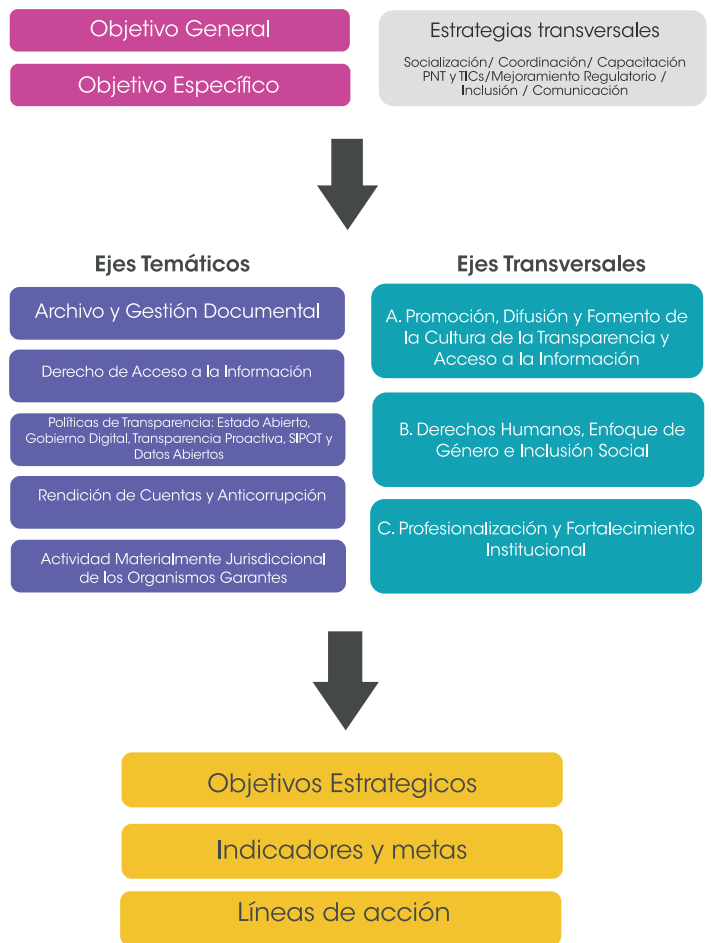 Objetivo General
Objetivo Específico
Estrategias transversales
Socialización/ Coordinación/ Capacitación
PNT y TICs/Mejoramiento Regulatorio /
Inclusión / Comunicación
Ejes Temáticos
Archivo y Gestión Documental
Derecho de Acceso a la Información
Políticas de Transparencia: Estado Abierto,
Gobierno Digital, Transparencia Proactiva, SIPOT y
Datos Abiertos
Rendición de Cuentas y Anticorrupción
Actividad Materialmente Jurisdiccional
de los Organismos Garantes
Ejes Transversales
A. Promoción, Difusión y Fomento de
la Cultura de la Transparencia y
Acceso a la Información
B. Derechos Humanos, Enfoque de
Género e Inclusión Social
C. Profesionalización y Fortalecimiento
Institucional
Objetivos Estrategicos
Indicadores y metas
Líneas de acción